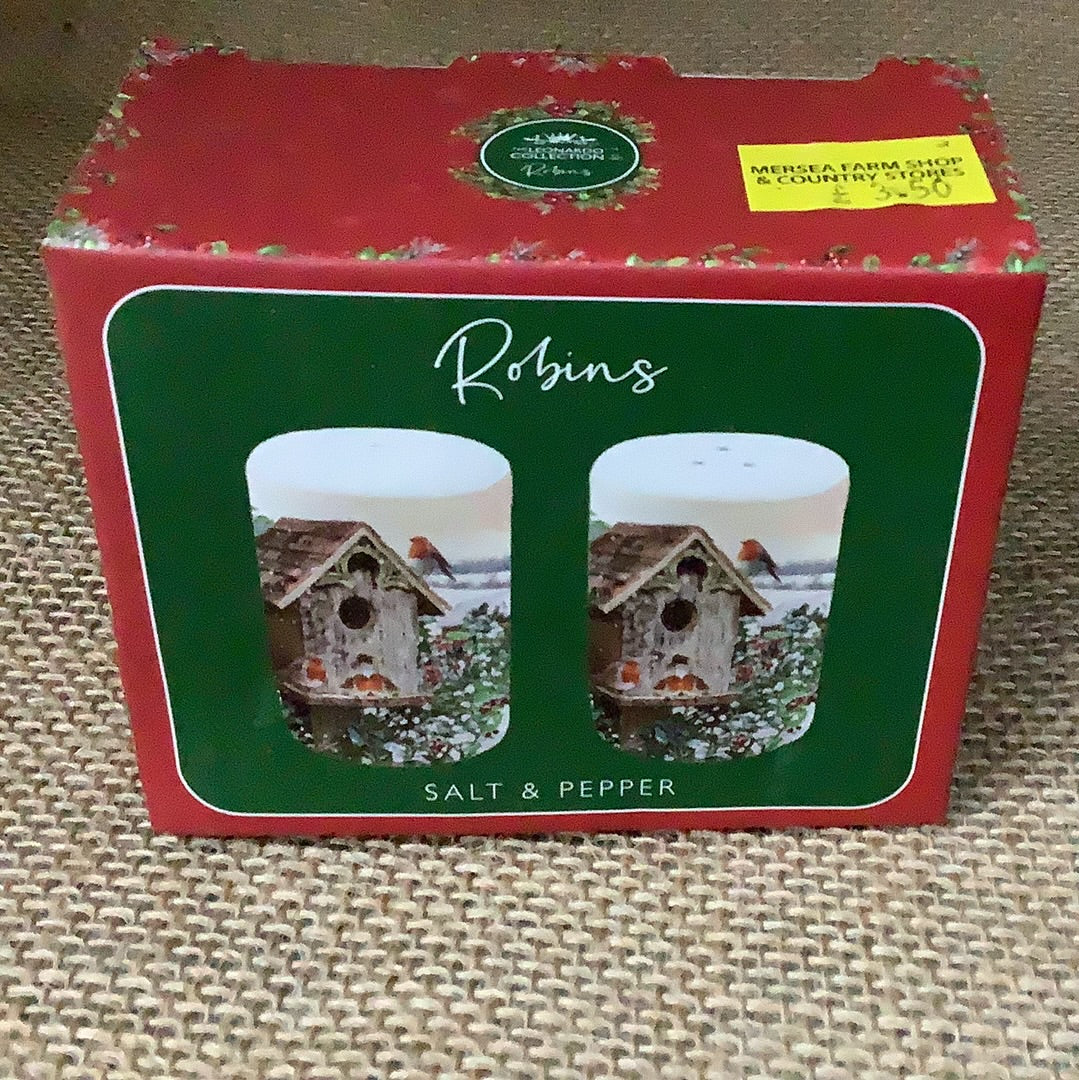 THE LEONARDO
COLLECTION
Robins
MERSEA FARM SHOP
& COUNTRY STORES
£ 3.50
Robins
SALT & PEPPER